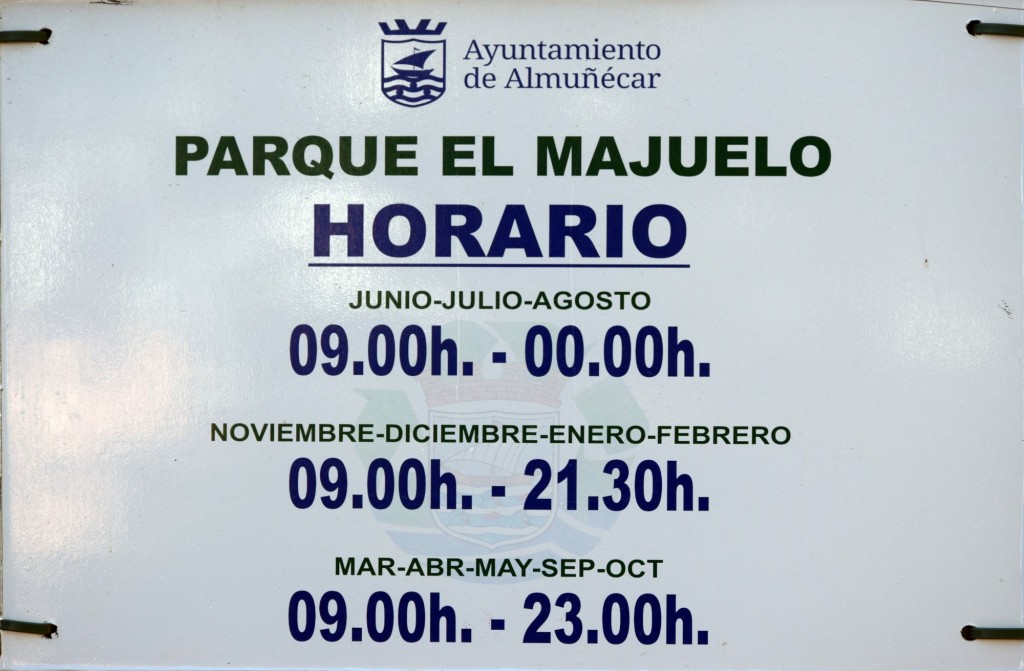 Ayuntamiento
de Almuñécar
PARQUE EL MAJUELO
HORARIO
JUNIO-JULIO-AGOSTO
09.00h. - 00.00h.
NOVIEMBRE-DICIEMBRE-ENERO-FEBRERO
09.00h. - 21.30h.
MAR-ABR-MAY-SEP-OCT
09.00h. - 23.00h.